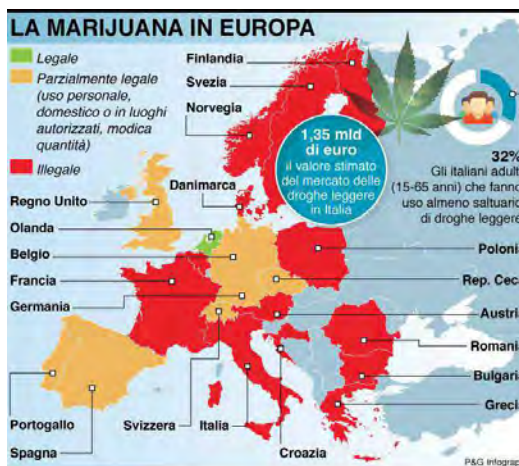 LA MARIJUANA IN EUROPA
Legale
Parzialmente legale
(uso personale,
domestico o in luoghi
autorizzati, modica
quantità)
Illegale
Finlandia
Svezia
Norvegia
1,35 mld
di euro
il valore stimato
del mercato delle
droghe leggere
in Italia
32%
Gli italiani adult
(15-65 anni) che fanno
uso almeno saltuario
di droghe leggere
Danimarca
Regno Unito
Olanda
Belgio
Francia
Germania
Poloni
Rep. Cec
Austri
Romani
Bulgari
Greci
Portogallo
Spagna
Svizzera
Italia
Croazia
P&G Infograp